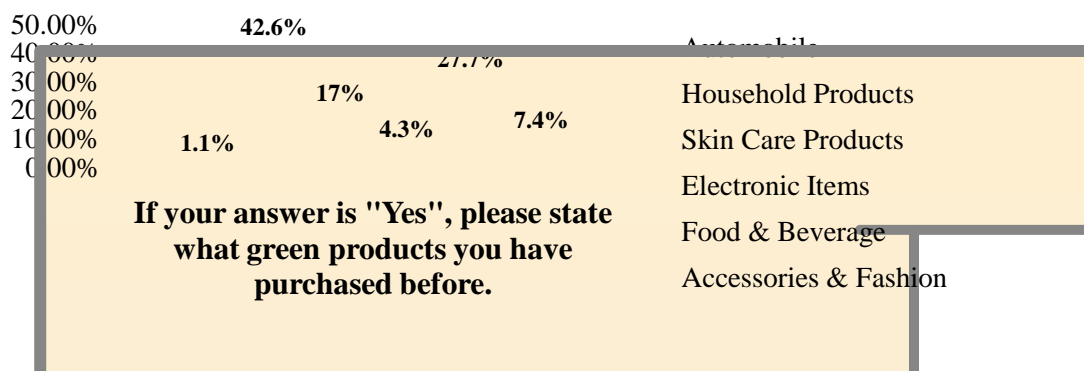 50.00%
42.6%
40.00%
Automobile
27.7%
30.00%
17%
Household Products
20.00%
4.3%
7.4%
10.00%
1.1%
Skin Care Products
0.00%
Electronic Items
If your answer is "Yes", please state
what green products you have
purchased before.
Food & Beverage
Accessories & Fashion